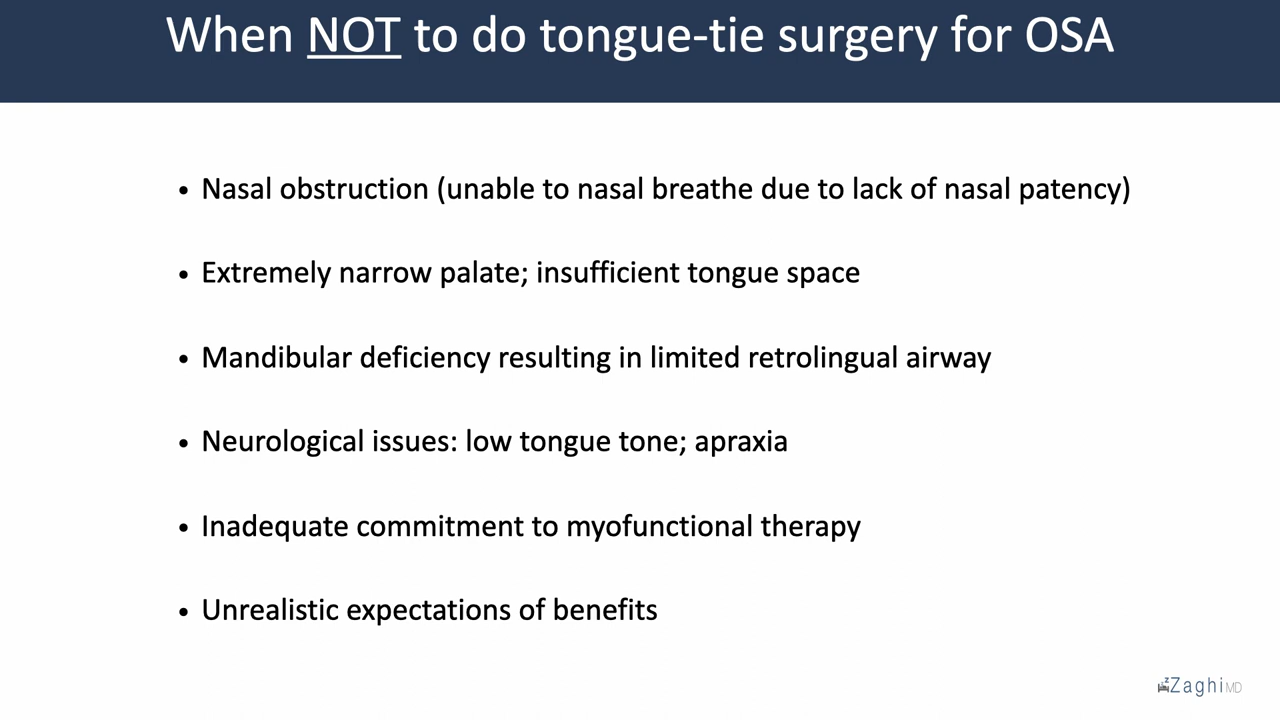 When NOT to do tongue-tie surgery for OSA
• Nasal obstruction (unable to nasal breathe due to lack of nasal patency)
• Extremely narrow palate; insufficient tongue space
• Mandibular deficiency resulting in limited retrolingual airway
• Neurological issues: low tongue tone; apraxia
• Inadequate commitment to myofunctional therapy
• Unrealistic expectations of benefits
Zaghi MD